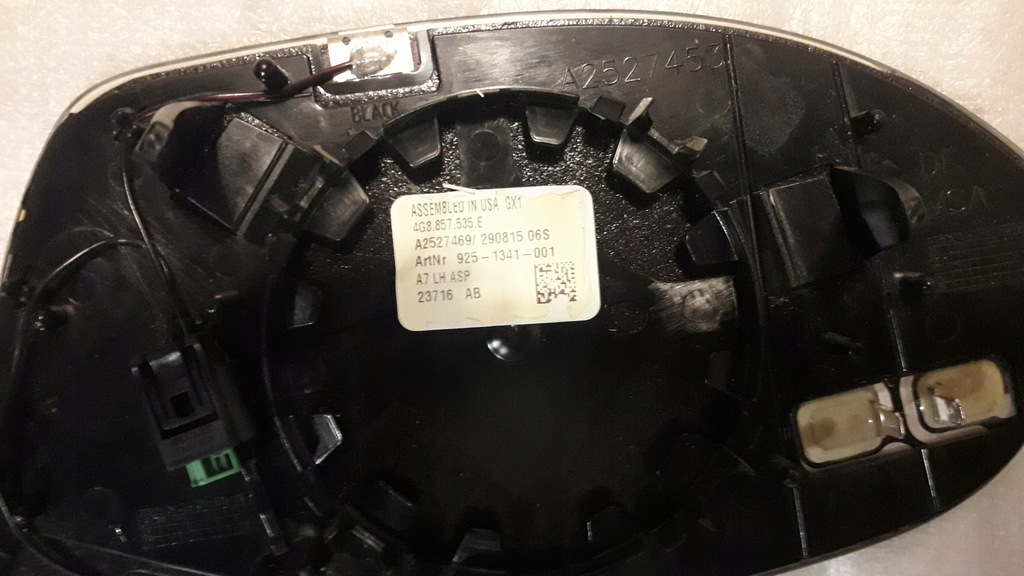 A2527453
BLACK
ASSEMBLED IN USA GX1
4G8.857.535.E
A2527469/ 290815 06S
ArtNr 925-1341-001
A7 LH ASP
23716 AB